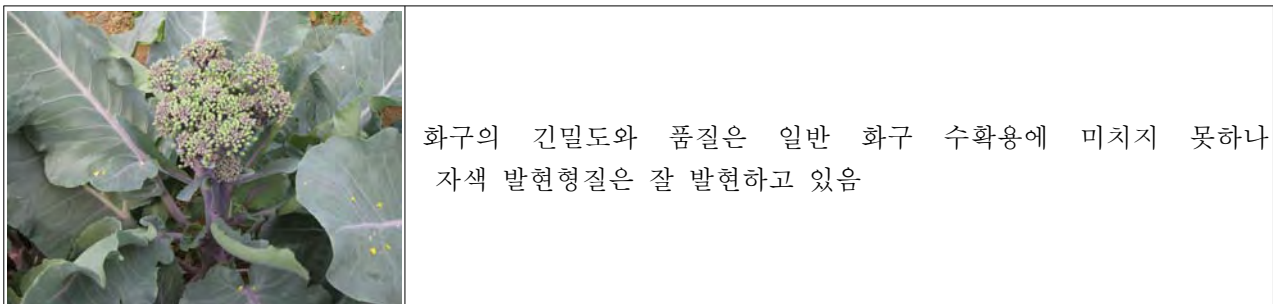 화구의 긴밀도와 품질은 일반 화구 수확용에 미치지 못하나
자색 발현형질은 잘 발현하고 있음